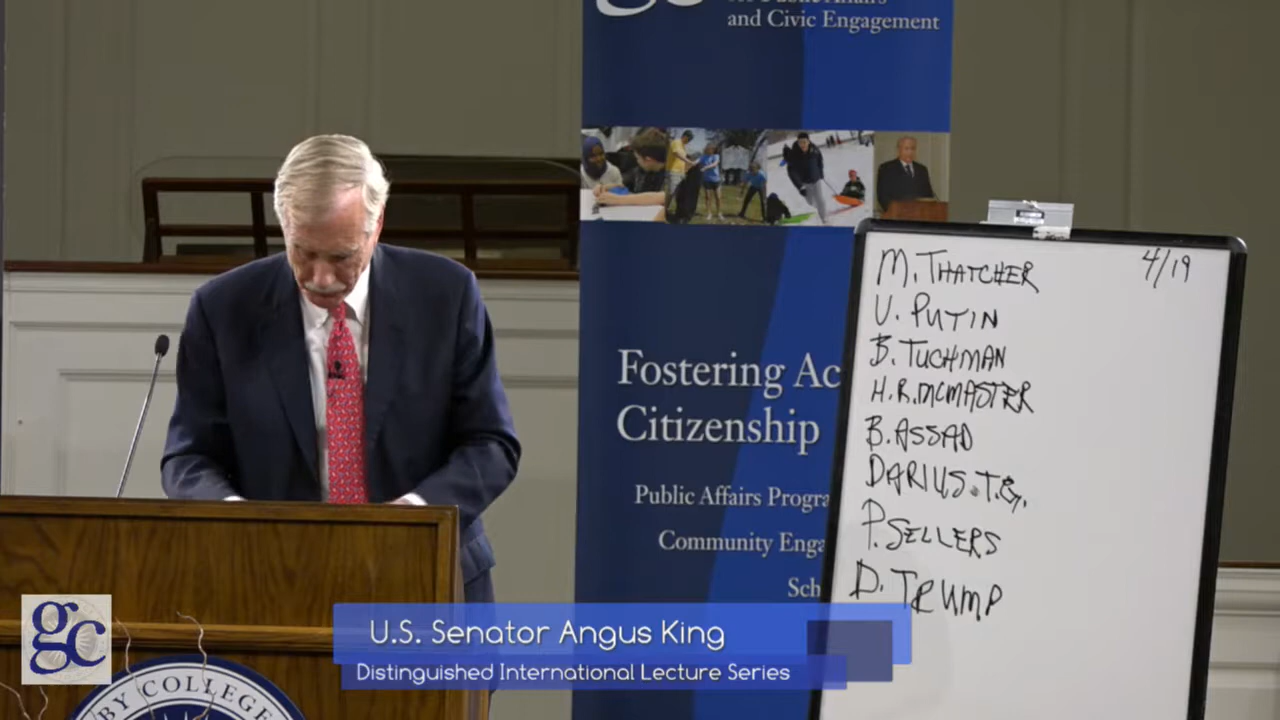 gc
and Civic Engagement
M. THATCHER 4/19
V. PUTIN
B. TUCHMAN
H.R. MCMASTER
B. ASSAD
DARIUS.T.G.
P. SELLERS
D. TRUMP
Fostering Ac
Citizenship
Public Affairs Progra
Community Enga
Sch
gc
BY COLLEGE
U.S. Senator Angus King
Distinguished International Lecture Series